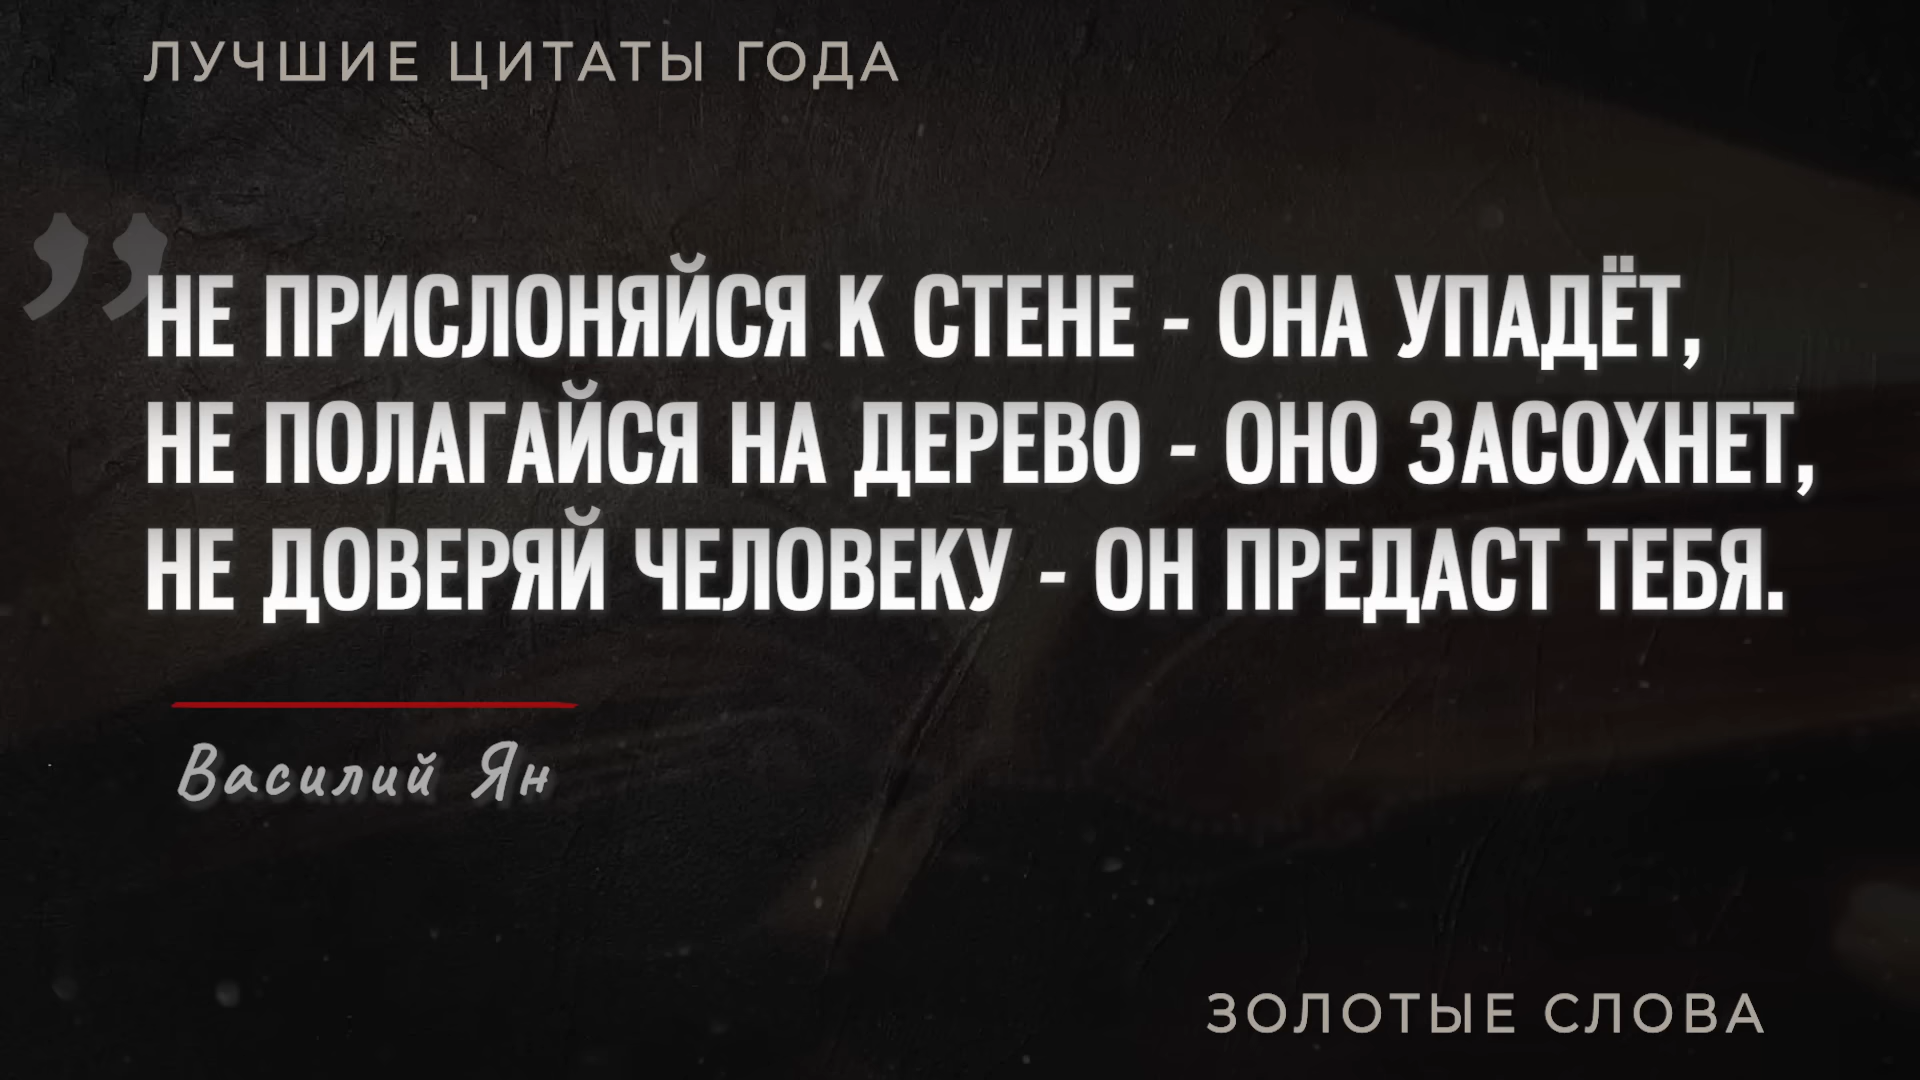 ЛУЧШИЕ ЦИТАТЫ ГОДА
”
НЕ ПРИСЛОНЯЙСЯ К СТЕНЕ - ОНА УПАДЁТ,
НЕ ПОЛАГАЙСЯ НА ДЕРЕВО - ОНО ЗАСОХНЕТ,
НЕ ДОВЕРЯЙ ЧЕЛОВЕКУ - ОН ПРЕДАСТ ТЕБЯ.
Василий Ян
ЗОЛОТЫЕ СЛОВА